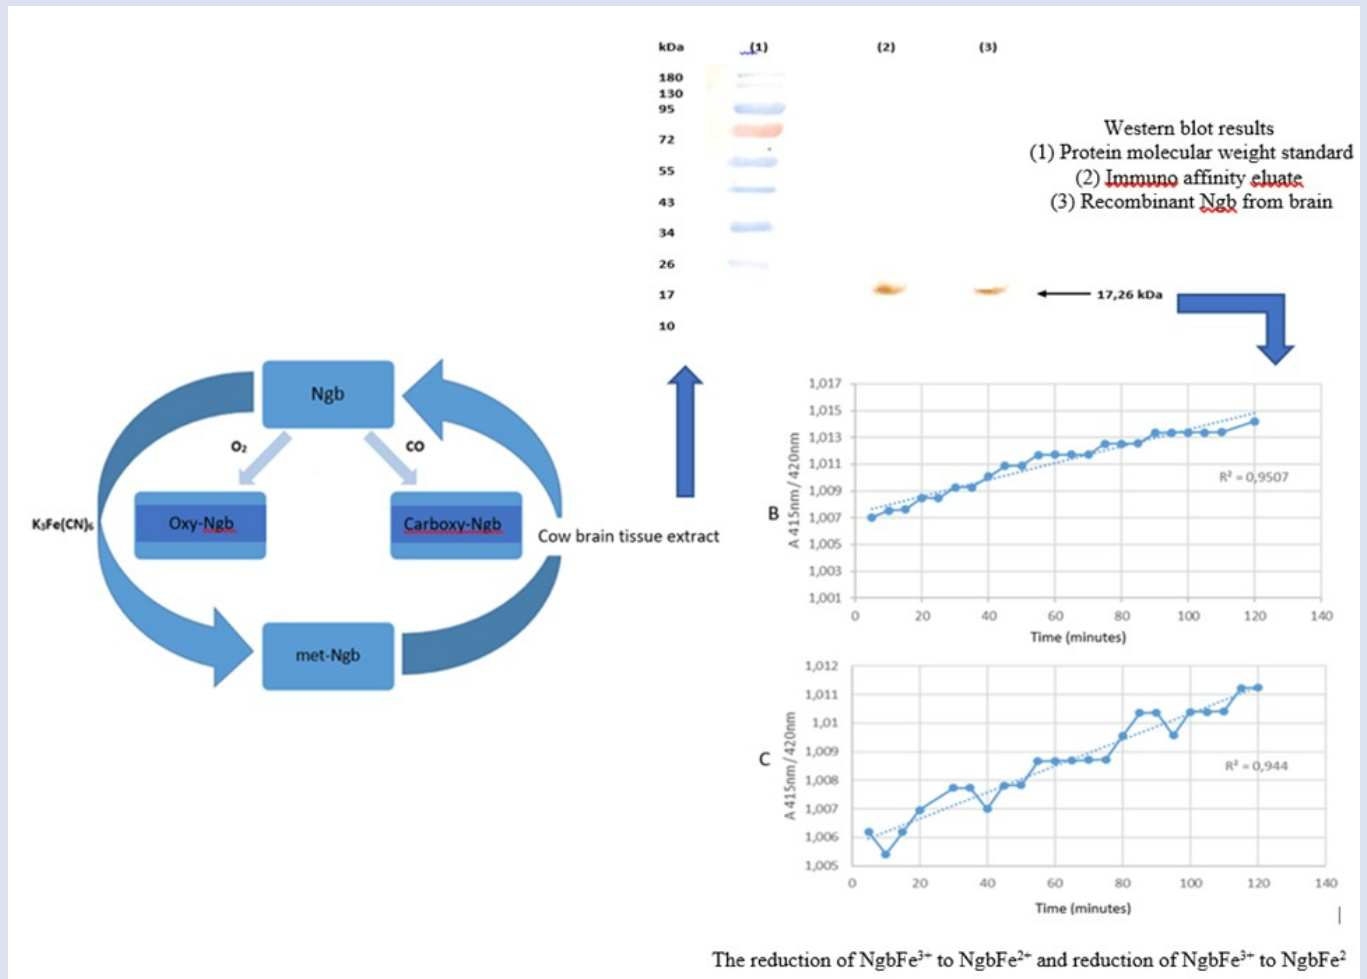 kDa (1) (2) (3)
180
130
95
72
55
43
34
26
17
10
Western blot results
(1) Protein molecular weight standard
(2) Immuno affinity eluate
(3) Recombinant Ngb from brain
17,26 kDa
Ngb
O₂ CO
K₃Fe(CN)₆
Oxy-Ngb
Carboxy-Ngb
Cow brain tissue extract
met-Ngb
B
A 415nm / 420nm
1,017
1,015
1,013
1,011
1,009
1,007
1,005
1,003
1,001
R² = 0,9507
0 20 40 60 80 100 120 140
Time (minutes)
C
A 415nm / 420nm
1,012
1,011
1,01
1,009
1,008
1,007
1,006
1,005
R² = 0,944
0 20 40 60 80 100 120 140
Time (minutes)
The reduction of NgbFe³⁺ to NgbFe²⁺ and reduction of NgbFe³⁺ to NgbFe²